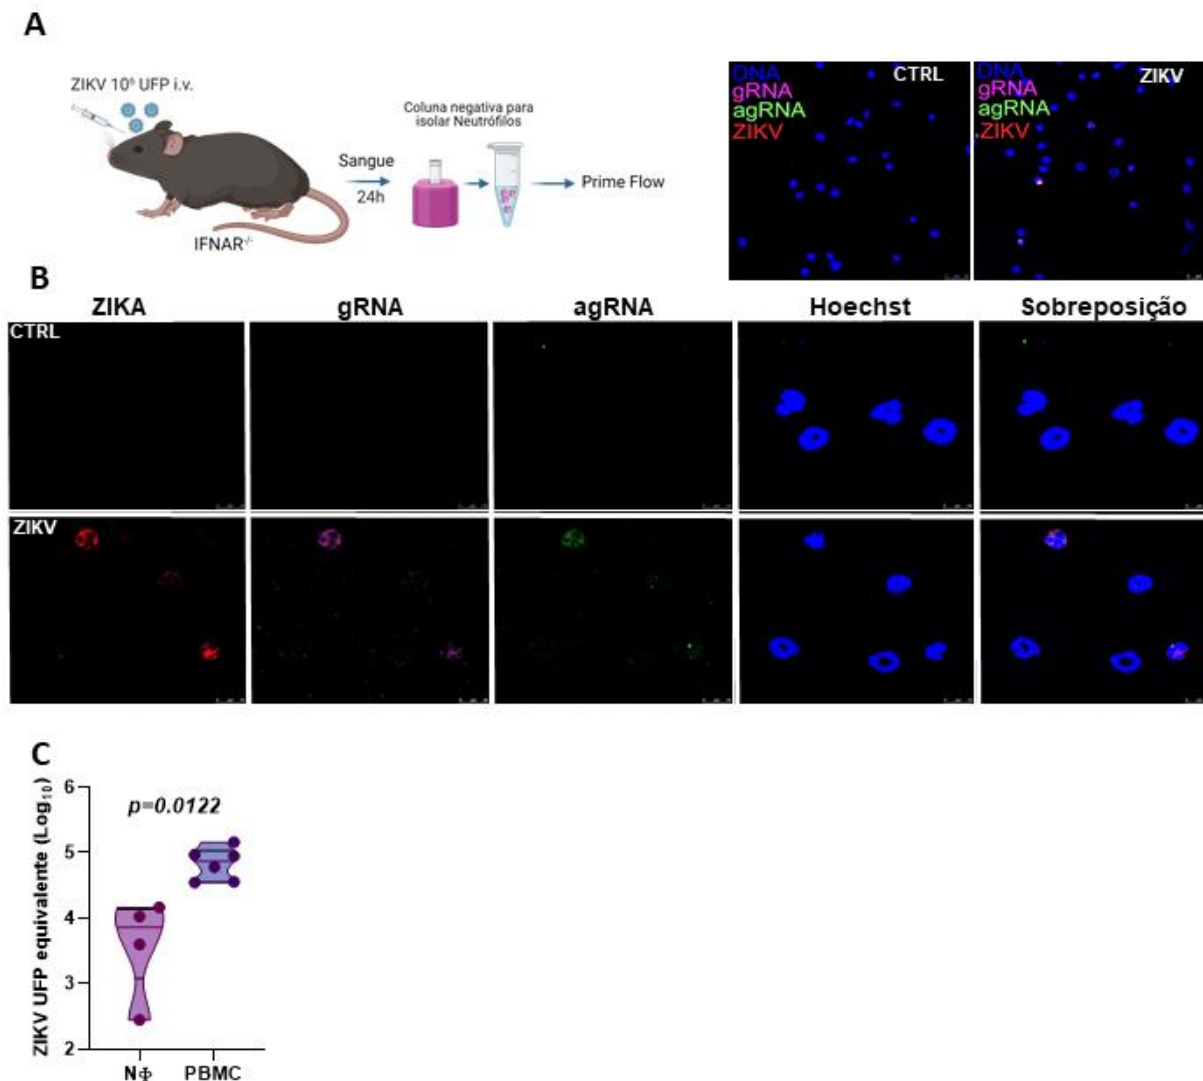 A
ZIKV 10⁶ UFP i.v.
IFNAR⁻/⁻
Sangue
24h
Coluna negativa para
isolar Neutrófilos
Prime Flow
DNA
gRNA
agRNA
ZIKV
CTRL
DNA
gRNA
agRNA
ZIKV
ZIKV
B
ZIKA gRNA agRNA Hoechst Sobreposição
CTRL
ZIKV
C
ZIKV UFP equivalente (Log₁₀)
6
5
4
3
2
p=0.0122
NΦ PBMC